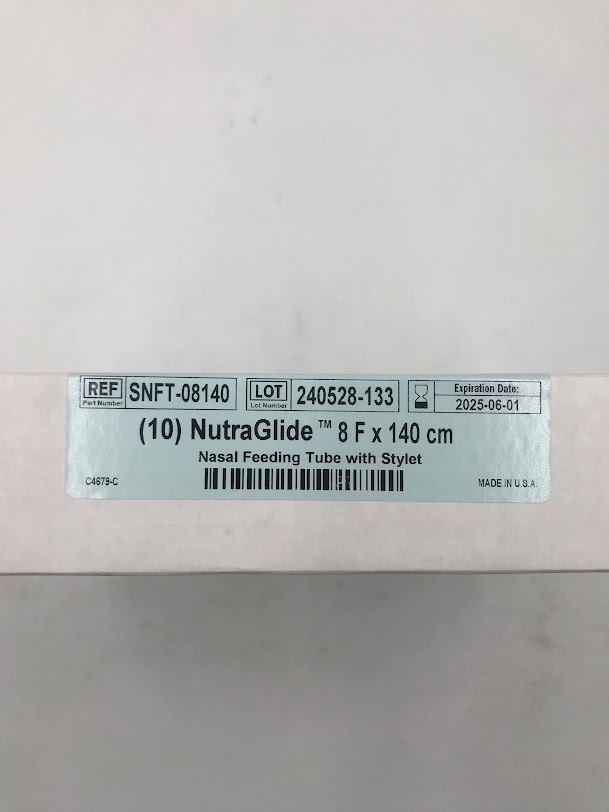 REF SNFT-08140 LOT 240528-133 Expiration Date:
Part Number Lot Number 2025-06-01
(10) NutraGlide™ 8 F x 140 cm
Nasal Feeding Tube with Stylet
C4679-C MADE IN U.S.A.